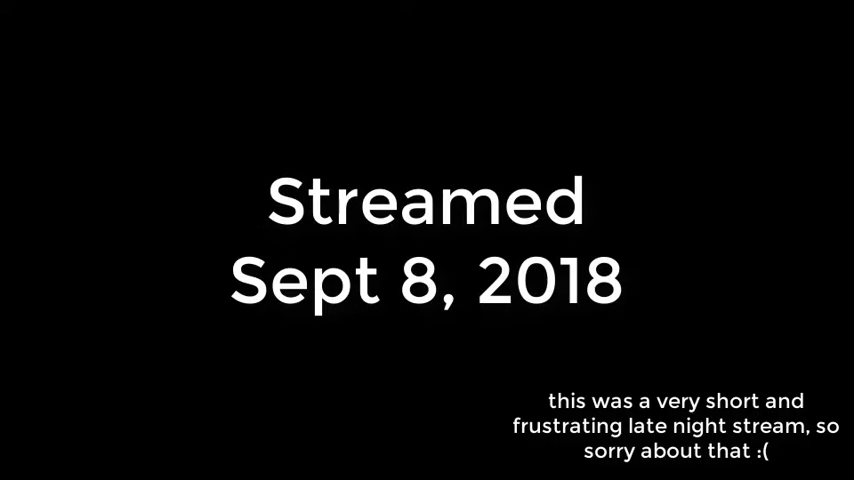 Streamed
Sept 8, 2018
this was a very short and
frustrating late night stream, so
sorry about that :(